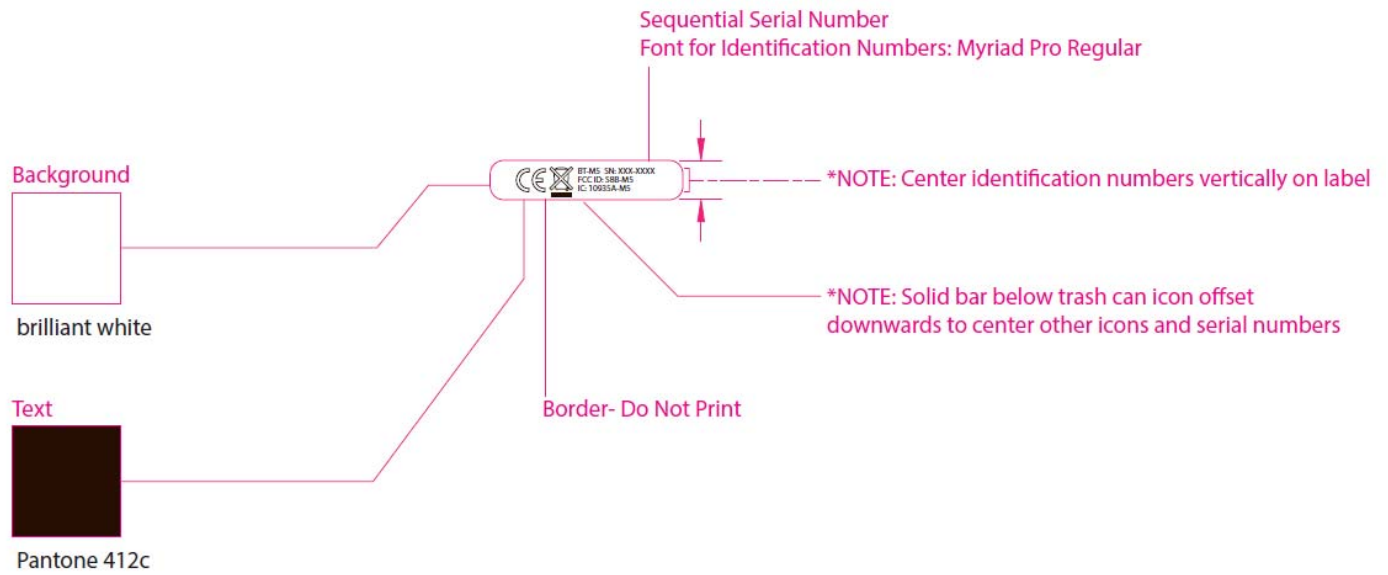 Sequential Serial Number
Font for Identification Numbers: Myriad Pro Regular
Background
CE
BT-M5 SN: XXX-XXXX
FCC ID: S8B-M5
IC: 10935A-M5
*NOTE: Center identification numbers vertically on label
brilliant white
*NOTE: Solid bar below trash can icon offset
downwards to center other icons and serial numbers
Text
Border- Do Not Print
Pantone 412c